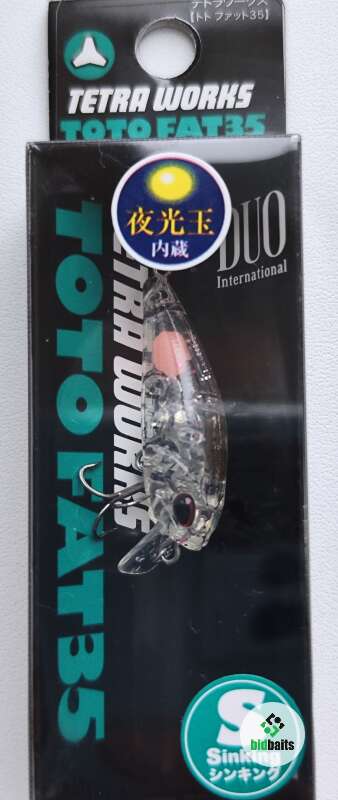 テトラワークス
【トト ファット35】
TETRA WORKS
TOTO FAT35
夜光玉
内蔵
DUO
International
TETRA WORKS
TOTO FAT35
S
Sinking
シンキング
bidbaits